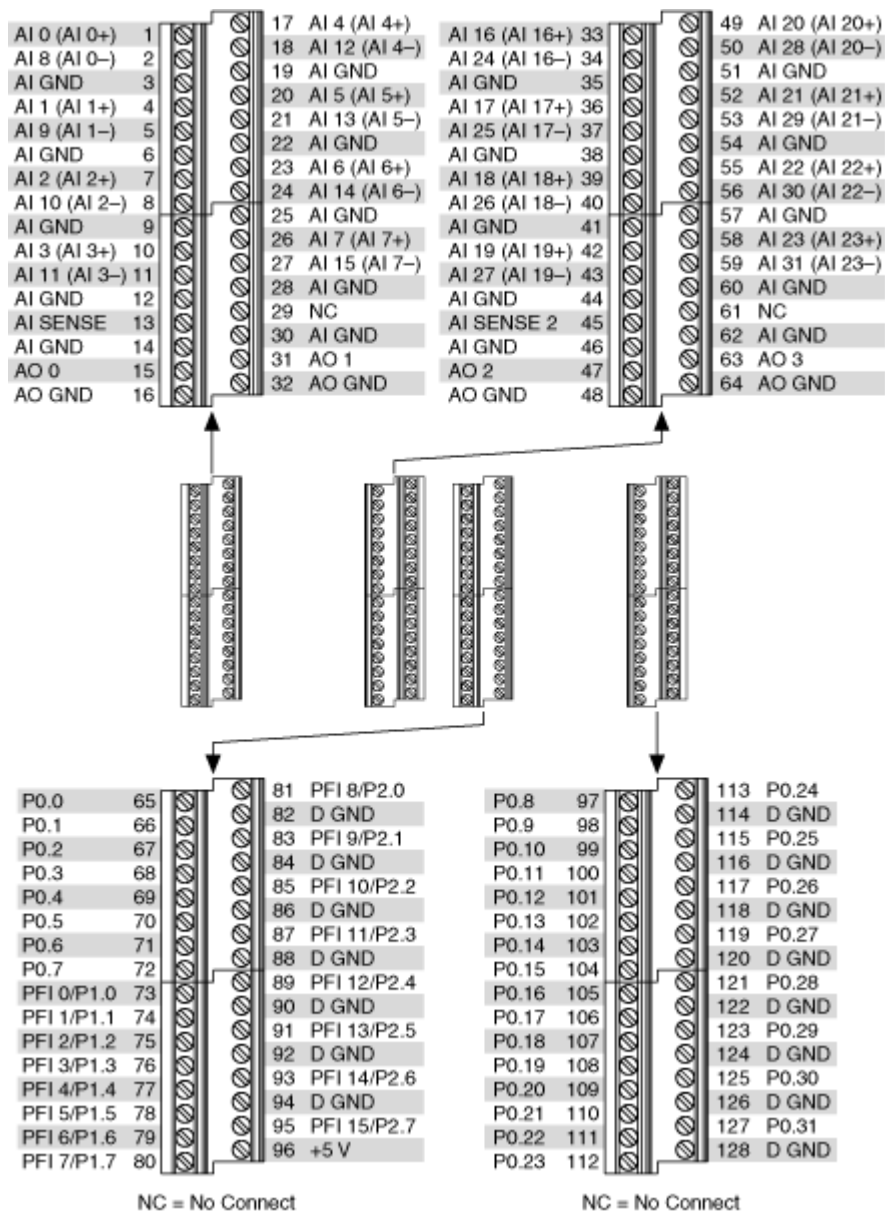 AI 0 (AI 0+) 1
AI 8 (AI 0–) 2
AI GND 3
AI 1 (AI 1+) 4
AI 9 (AI 1–) 5
AI GND 6
AI 2 (AI 2+) 7
AI 10 (AI 2–) 8
AI GND 9
AI 3 (AI 3+) 10
AI 11 (AI 3–) 11
AI GND 12
AI SENSE 13
AI GND 14
AO 0 15
AO GND 16
17 AI 4 (AI 4+)
18 AI 12 (AI 4–)
19 AI GND
20 AI 5 (AI 5+)
21 AI 13 (AI 5–)
22 AI GND
23 AI 6 (AI 6+)
24 AI 14 (AI 6–)
25 AI GND
26 AI 7 (AI 7+)
27 AI 15 (AI 7–)
28 AI GND
29 NC
30 AI GND
31 AO 1
32 AO GND
AI 16 (AI 16+) 33
AI 24 (AI 16–) 34
AI GND 35
AI 17 (AI 17+) 36
AI 25 (AI 17–) 37
AI GND 38
AI 18 (AI 18+) 39
AI 26 (AI 18–) 40
AI GND 41
AI 19 (AI 19+) 42
AI 27 (AI 19–) 43
AI GND 44
AI SENSE 2 45
AI GND 46
AO 2 47
AO GND 48
49 AI 20 (AI 20+)
50 AI 28 (AI 20–)
51 AI GND
52 AI 21 (AI 21+)
53 AI 29 (AI 21–)
54 AI GND
55 AI 22 (AI 22+)
56 AI 30 (AI 22–)
57 AI GND
58 AI 23 (AI 23+)
59 AI 31 (AI 23–)
60 AI GND
61 NC
62 AI GND
63 AO 3
64 AO GND
P0.0 65
P0.1 66
P0.2 67
P0.3 68
P0.4 69
P0.5 70
P0.6 71
P0.7 72
PFI 0/P1.0 73
PFI 1/P1.1 74
PFI 2/P1.2 75
PFI 3/P1.3 76
PFI 4/P1.4 77
PFI 5/P1.5 78
PFI 6/P1.6 79
PFI 7/P1.7 80
81 PFI 8/P2.0
82 D GND
83 PFI 9/P2.1
84 D GND
85 PFI 10/P2.2
86 D GND
87 PFI 11/P2.3
88 D GND
89 PFI 12/P2.4
90 D GND
91 PFI 13/P2.5
92 D GND
93 PFI 14/P2.6
94 D GND
95 PFI 15/P2.7
96 +5 V
NC = No Connect
P0.8 97
P0.9 98
P0.10 99
P0.11 100
P0.12 101
P0.13 102
P0.14 103
P0.15 104
P0.16 105
P0.17 106
P0.18 107
P0.19 108
P0.20 109
P0.21 110
P0.22 111
P0.23 112
113 P0.24
114 D GND
115 P0.25
116 D GND
117 P0.26
118 D GND
119 P0.27
120 D GND
121 P0.28
122 D GND
123 P0.29
124 D GND
125 P0.30
126 D GND
127 P0.31
128 D GND
NC = No Connect